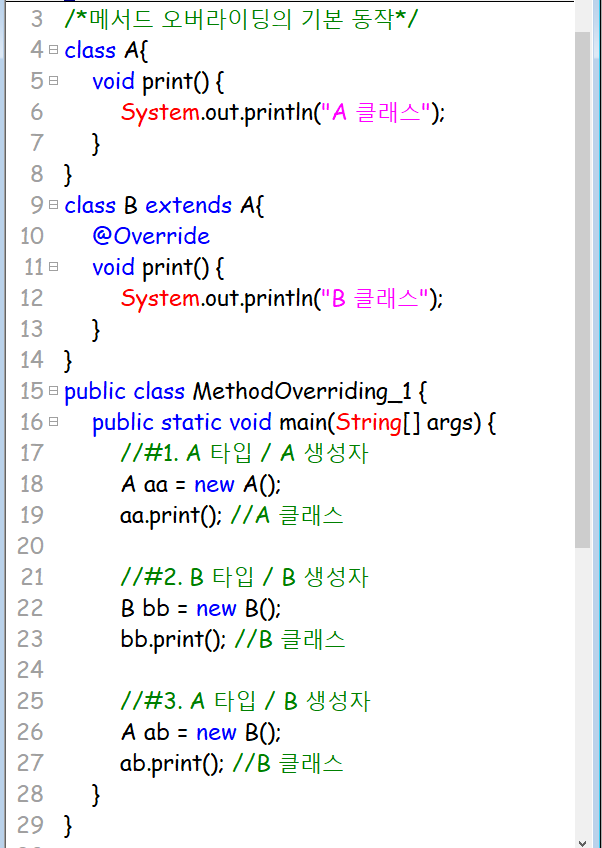 3 /*메서드 오버라이딩의 기본 동작*/
4 class A{
5 void print() {
6 System.out.println("A 클래스");
7 }
8 }
9 class B extends A{
10 @Override
11 void print() {
12 System.out.println("B 클래스");
13 }
14 }
15 public class MethodOverriding_1 {
16 public static void main(String[] args) {
17 //#1. A 타입 / A 생성자
18 A aa = new A();
19 aa.print(); //A 클래스
20
21 //#2. B 타입 / B 생성자
22 B bb = new B();
23 bb.print(); //B 클래스
24
25 //#3. A 타입 / B 생성자
26 A ab = new B();
27 ab.print(); //B 클래스
28 }
29 }